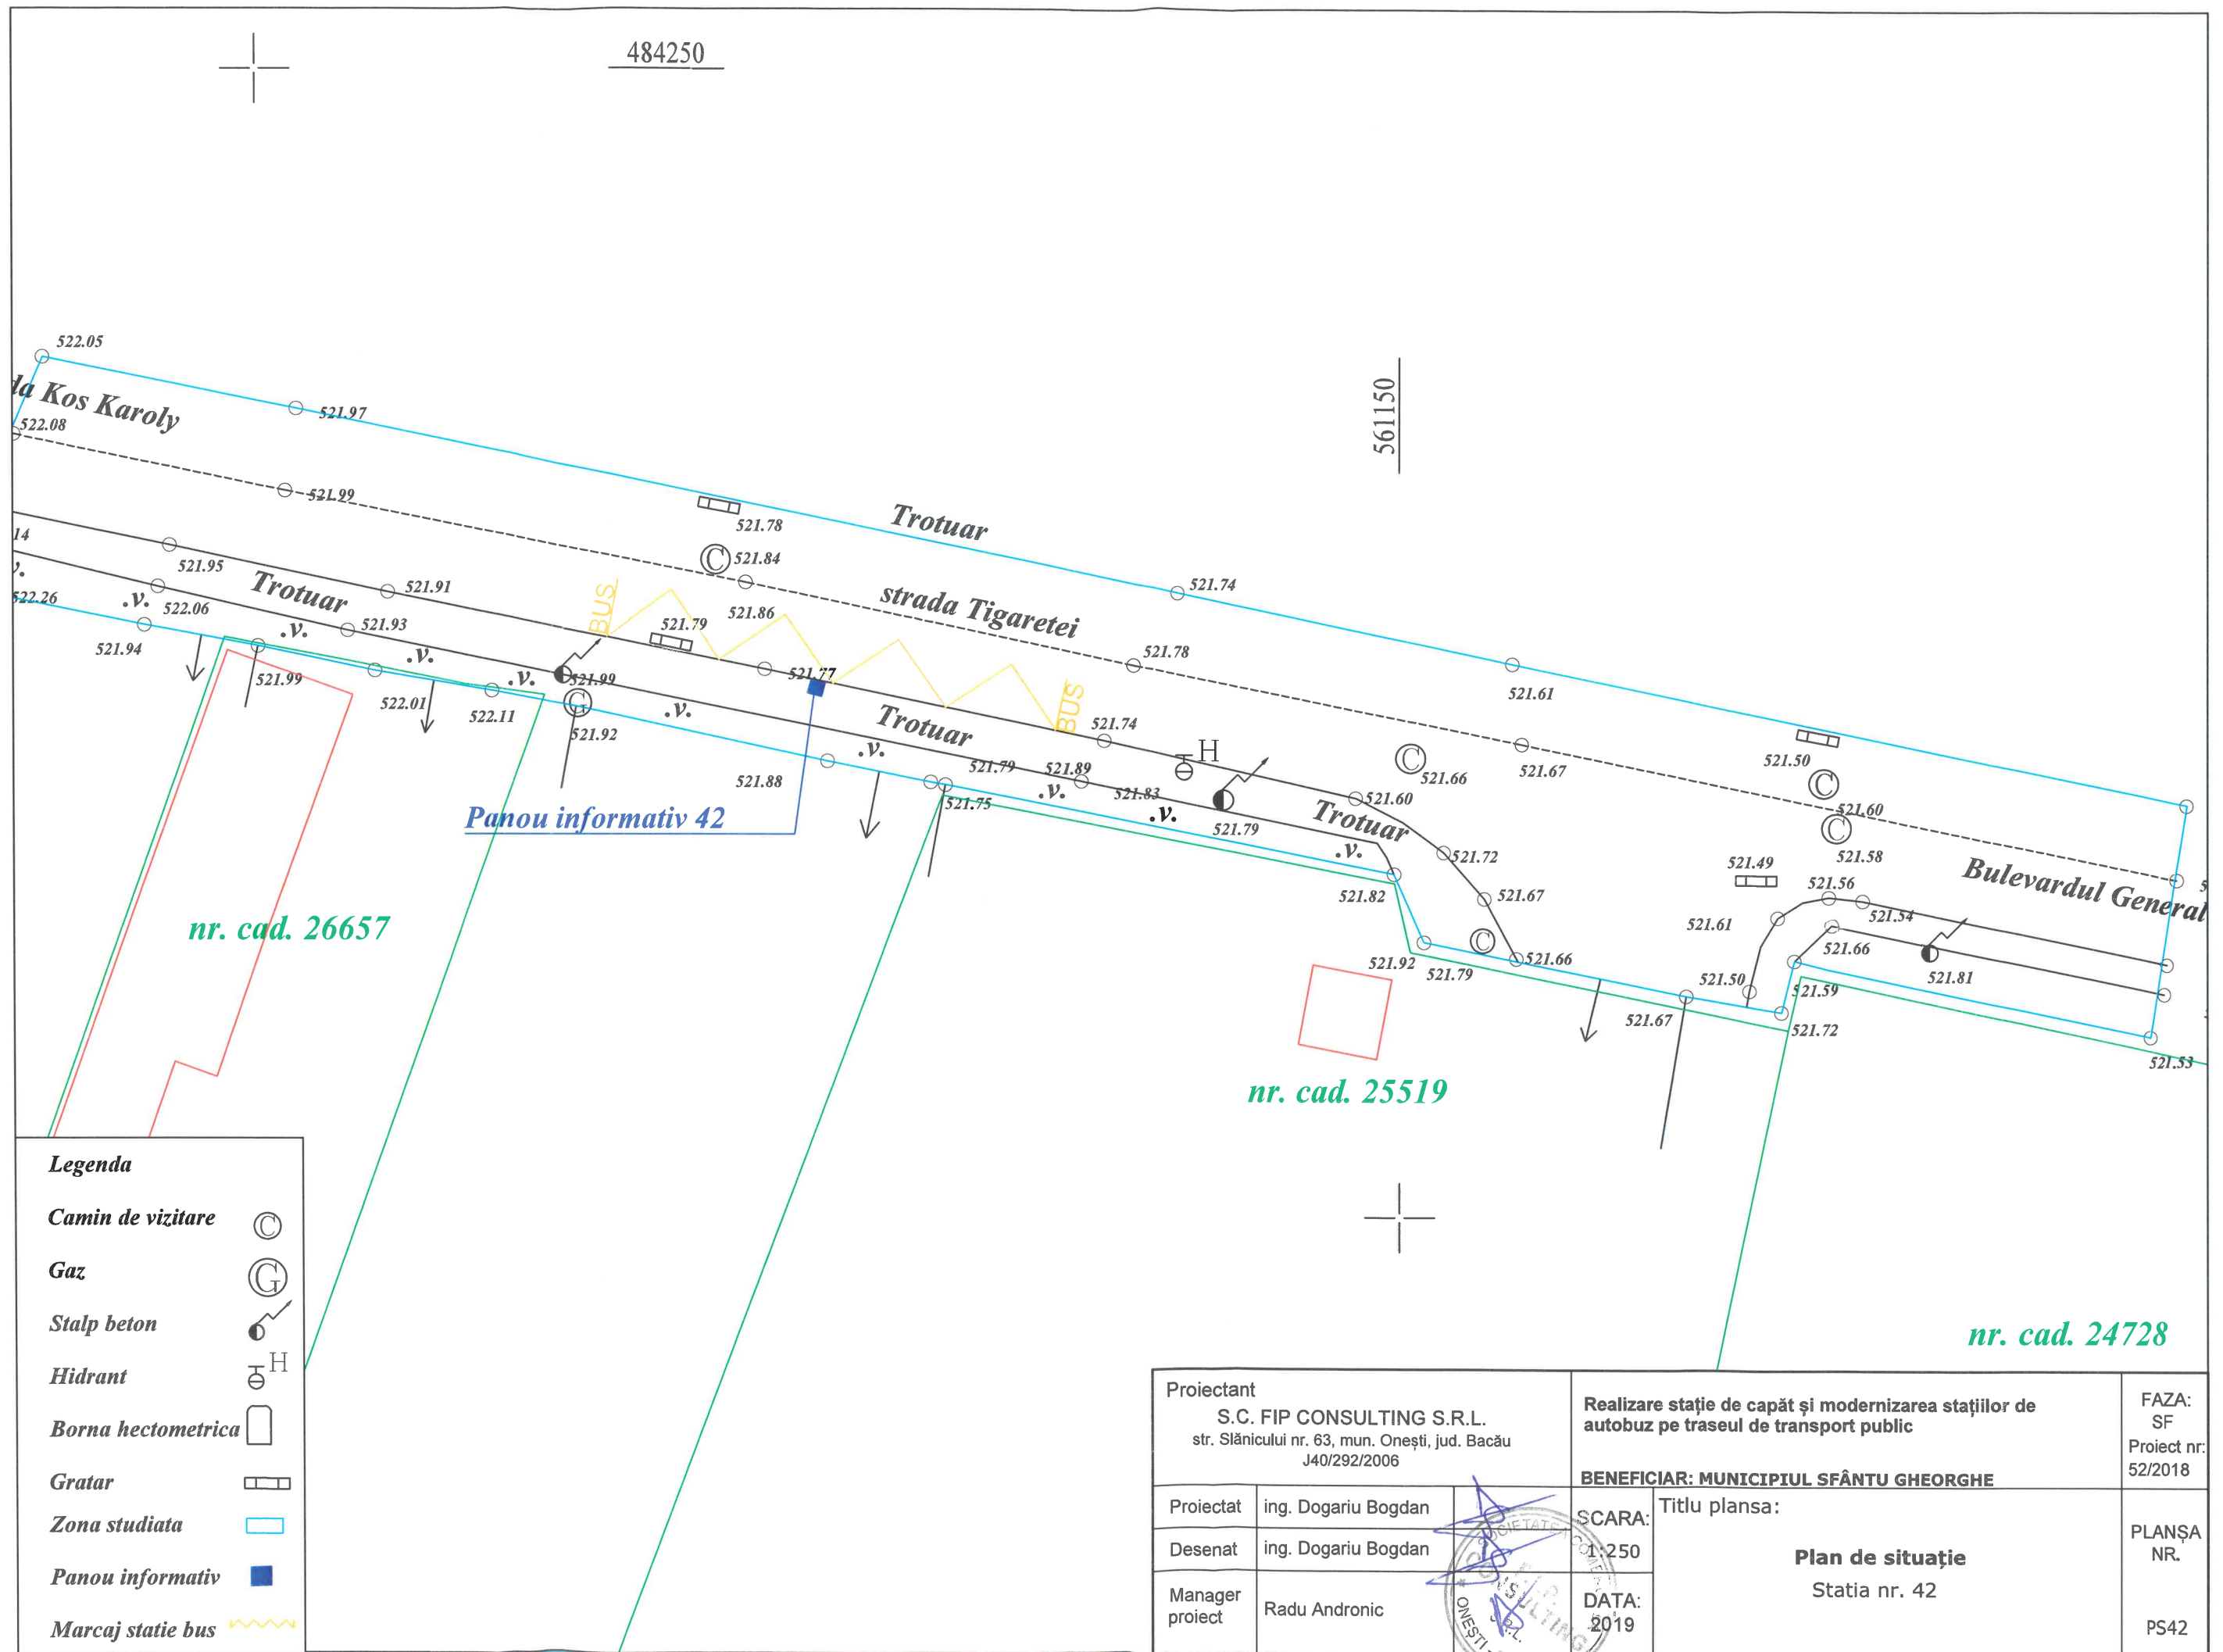 484250
561150
522.05
da Kos Karoly
522.08
521.97
521.99
521.78
Trotuar
521.84
14
521.95
521.91
BUS
521.86
strada Tigaretei
521.74
v.
522.26
.v.
522.06
Trotuar
521.79
521.78
521.94
.v.
521.93
521.77
521.61
521.99
.v.
522.01
.v.
521.99
522.11
G
521.92
.v.
Trotuar
BUS
521.74
H
C
521.66
521.67
521.50
C
521.88
.v.
521.79
521.89
521.75
.v.
521.83
.v.
521.79
521.60
Trotuar
.v.
521.60
C
521.58
Panou informativ 42
521.82
521.72
521.67
521.49
521.56
521.54
Bulevardul General
5
521.61
521.66
521.81
C
521.92
521.79
521.66
521.50
521.59
521.67
521.72
521.53
nr. cad. 26657
nr. cad. 25519
nr. cad. 24728
Legenda
Camin de vizitare C
Gaz G
Stalp beton
Hidrant H
Borna hectometrica
Gratar
Zona studiata
Panou informativ
Marcaj statie bus
Proiectant
S.C. FIP CONSULTING S.R.L.
str. Slănicului nr. 63, mun. Onești, jud. Bacău
J40/292/2006
Realizare stație de capăt și modernizarea stațiilor de
autobuz pe traseul de transport public
BENEFICIAR: MUNICIPIUL SFÂNTU GHEORGHE
FAZA:
SF
Proiect nr:
52/2018
Proiectat ing. Dogariu Bogdan
Desenat ing. Dogariu Bogdan
Manager
proiect
Radu Andronic
SCARA:
1:250
DATA:
2019
Titlu plansa:
Plan de situație
Statia nr. 42
PLANȘA
NR.
PS42
CONSULTING
S.R.L.
ONEȘTI